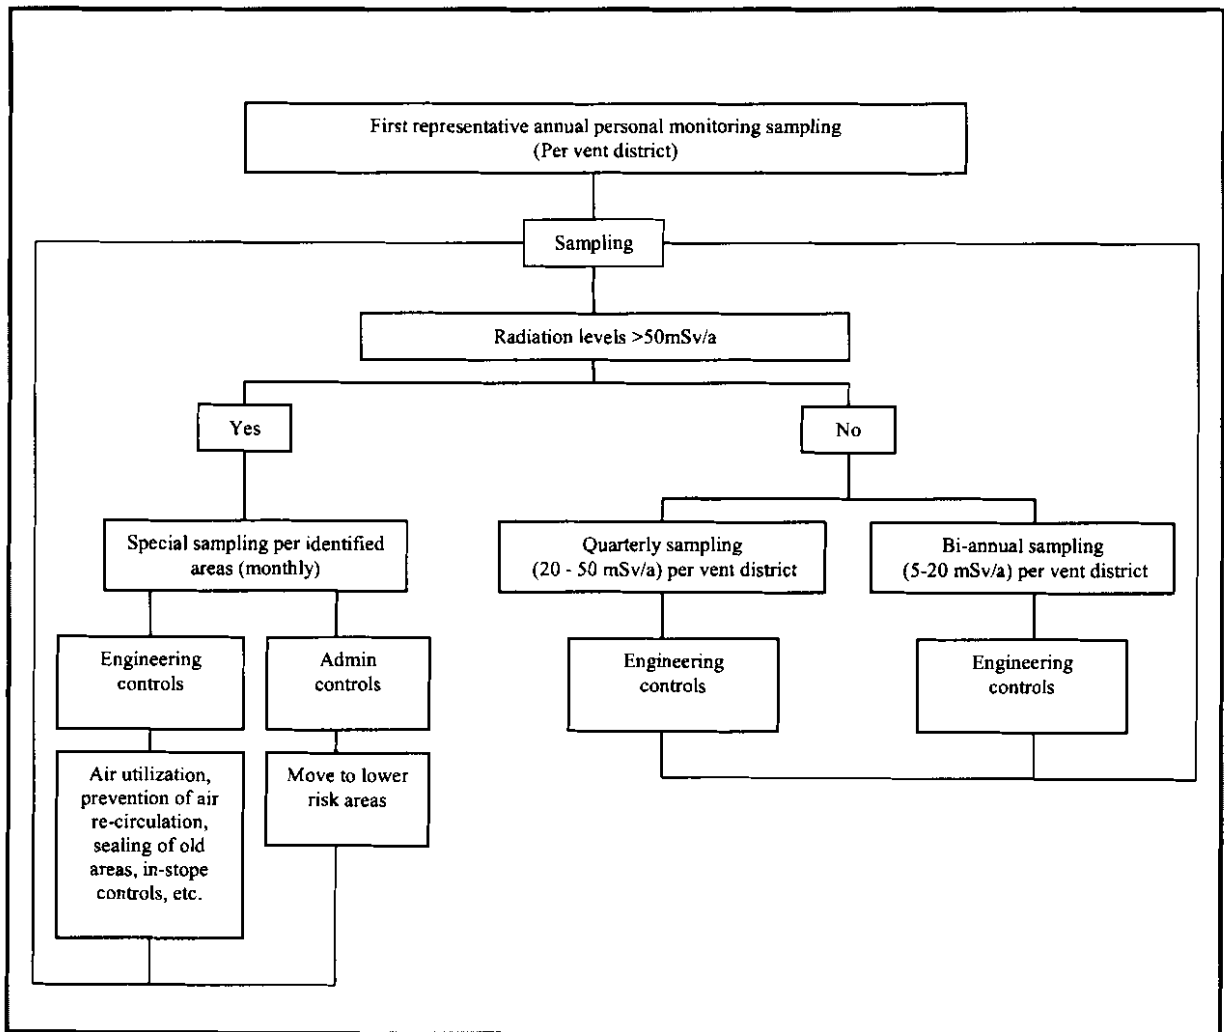 First representative annual personal monitoring sampling
(Per vent district)
Sampling
Radiation levels >50mSv/a
Yes
No
Special sampling per identified
areas (monthly)
Quarterly sampling
(20 - 50 mSv/a) per vent district
Bi-annual sampling
(5-20 mSv/a) per vent district
Engineering
controls
Admin
controls
Engineering
controls
Engineering
controls
Air utilization,
prevention of air
re-circulation,
sealing of old
areas, in-stope
controls, etc.
Move to lower
risk areas